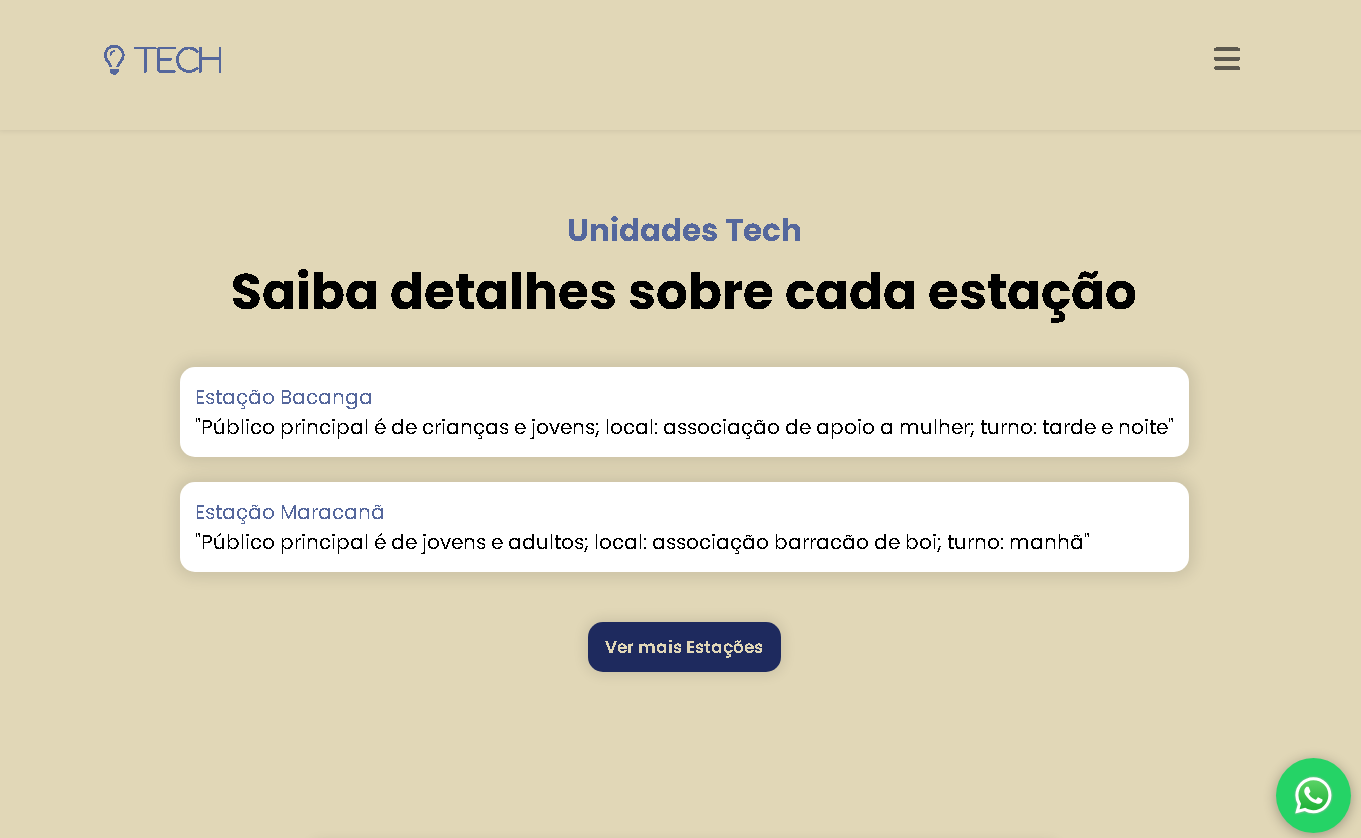 TECH
Unidades Tech
Saiba detalhes sobre cada estação
Estação Bacanga
"Público principal é de crianças e jovens; local: associação de apoio a mulher; turno: tarde e noite"
Estação Maracanã
"Público principal é de jovens e adultos; local: associação barracão de boi; turno: manhã"
Ver mais Estações